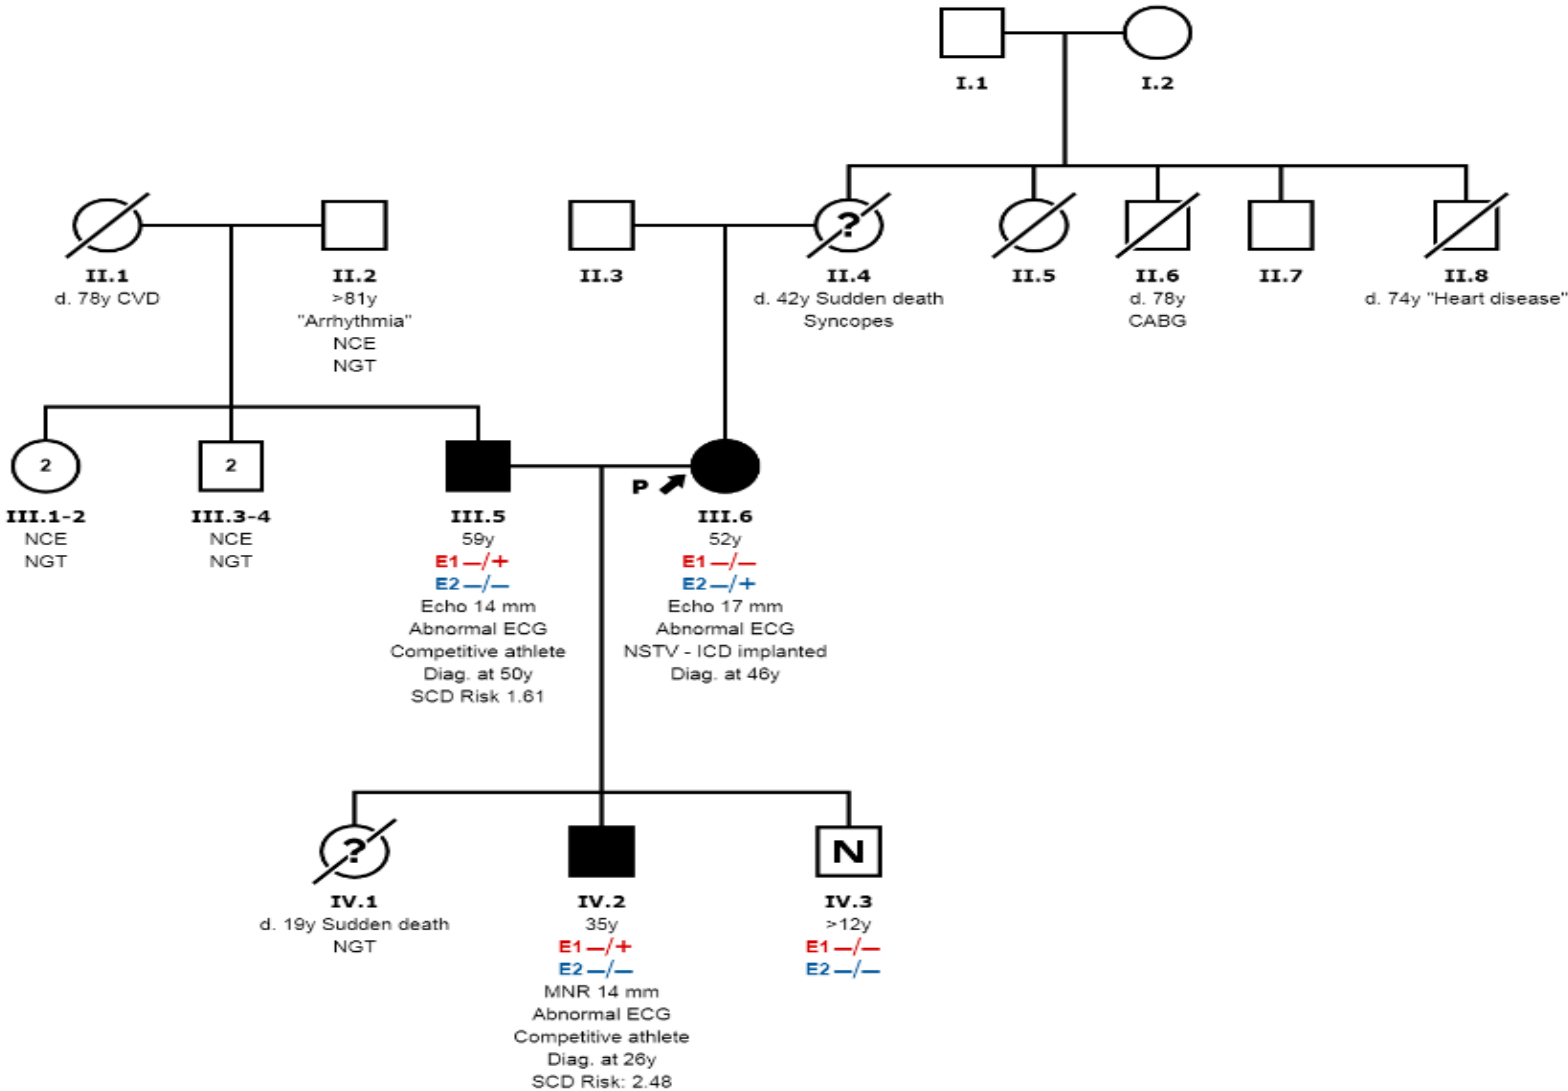 I.1
I.2
?
II.1
d. 78y CVD
II.2
>81y
"Arrhythmia"
NCE
NGT
II.3
II.4
d. 42y Sudden death
Syncopes
II.5
II.6
d. 78y
CABG
II.7
II.8
d. 74y "Heart disease"
2
III.1-2
NCE
NGT
2
III.3-4
NCE
NGT
III.5
59y
E1 —/+
E2 —/—
Echo 14 mm
Abnormal ECG
Competitive athlete
Diag. at 50y
SCD Risk 1.61
P
III.6
52y
E1 —/—
E2 —/+
Echo 17 mm
Abnormal ECG
NSTV - ICD implanted
Diag. at 46y
?
IV.1
d. 19y Sudden death
NGT
IV.2
35y
E1 —/+
E2 —/—
MNR 14 mm
Abnormal ECG
Competitive athlete
Diag. at 26y
SCD Risk: 2.48
N
IV.3
>12y
E1 —/—
E2 —/—